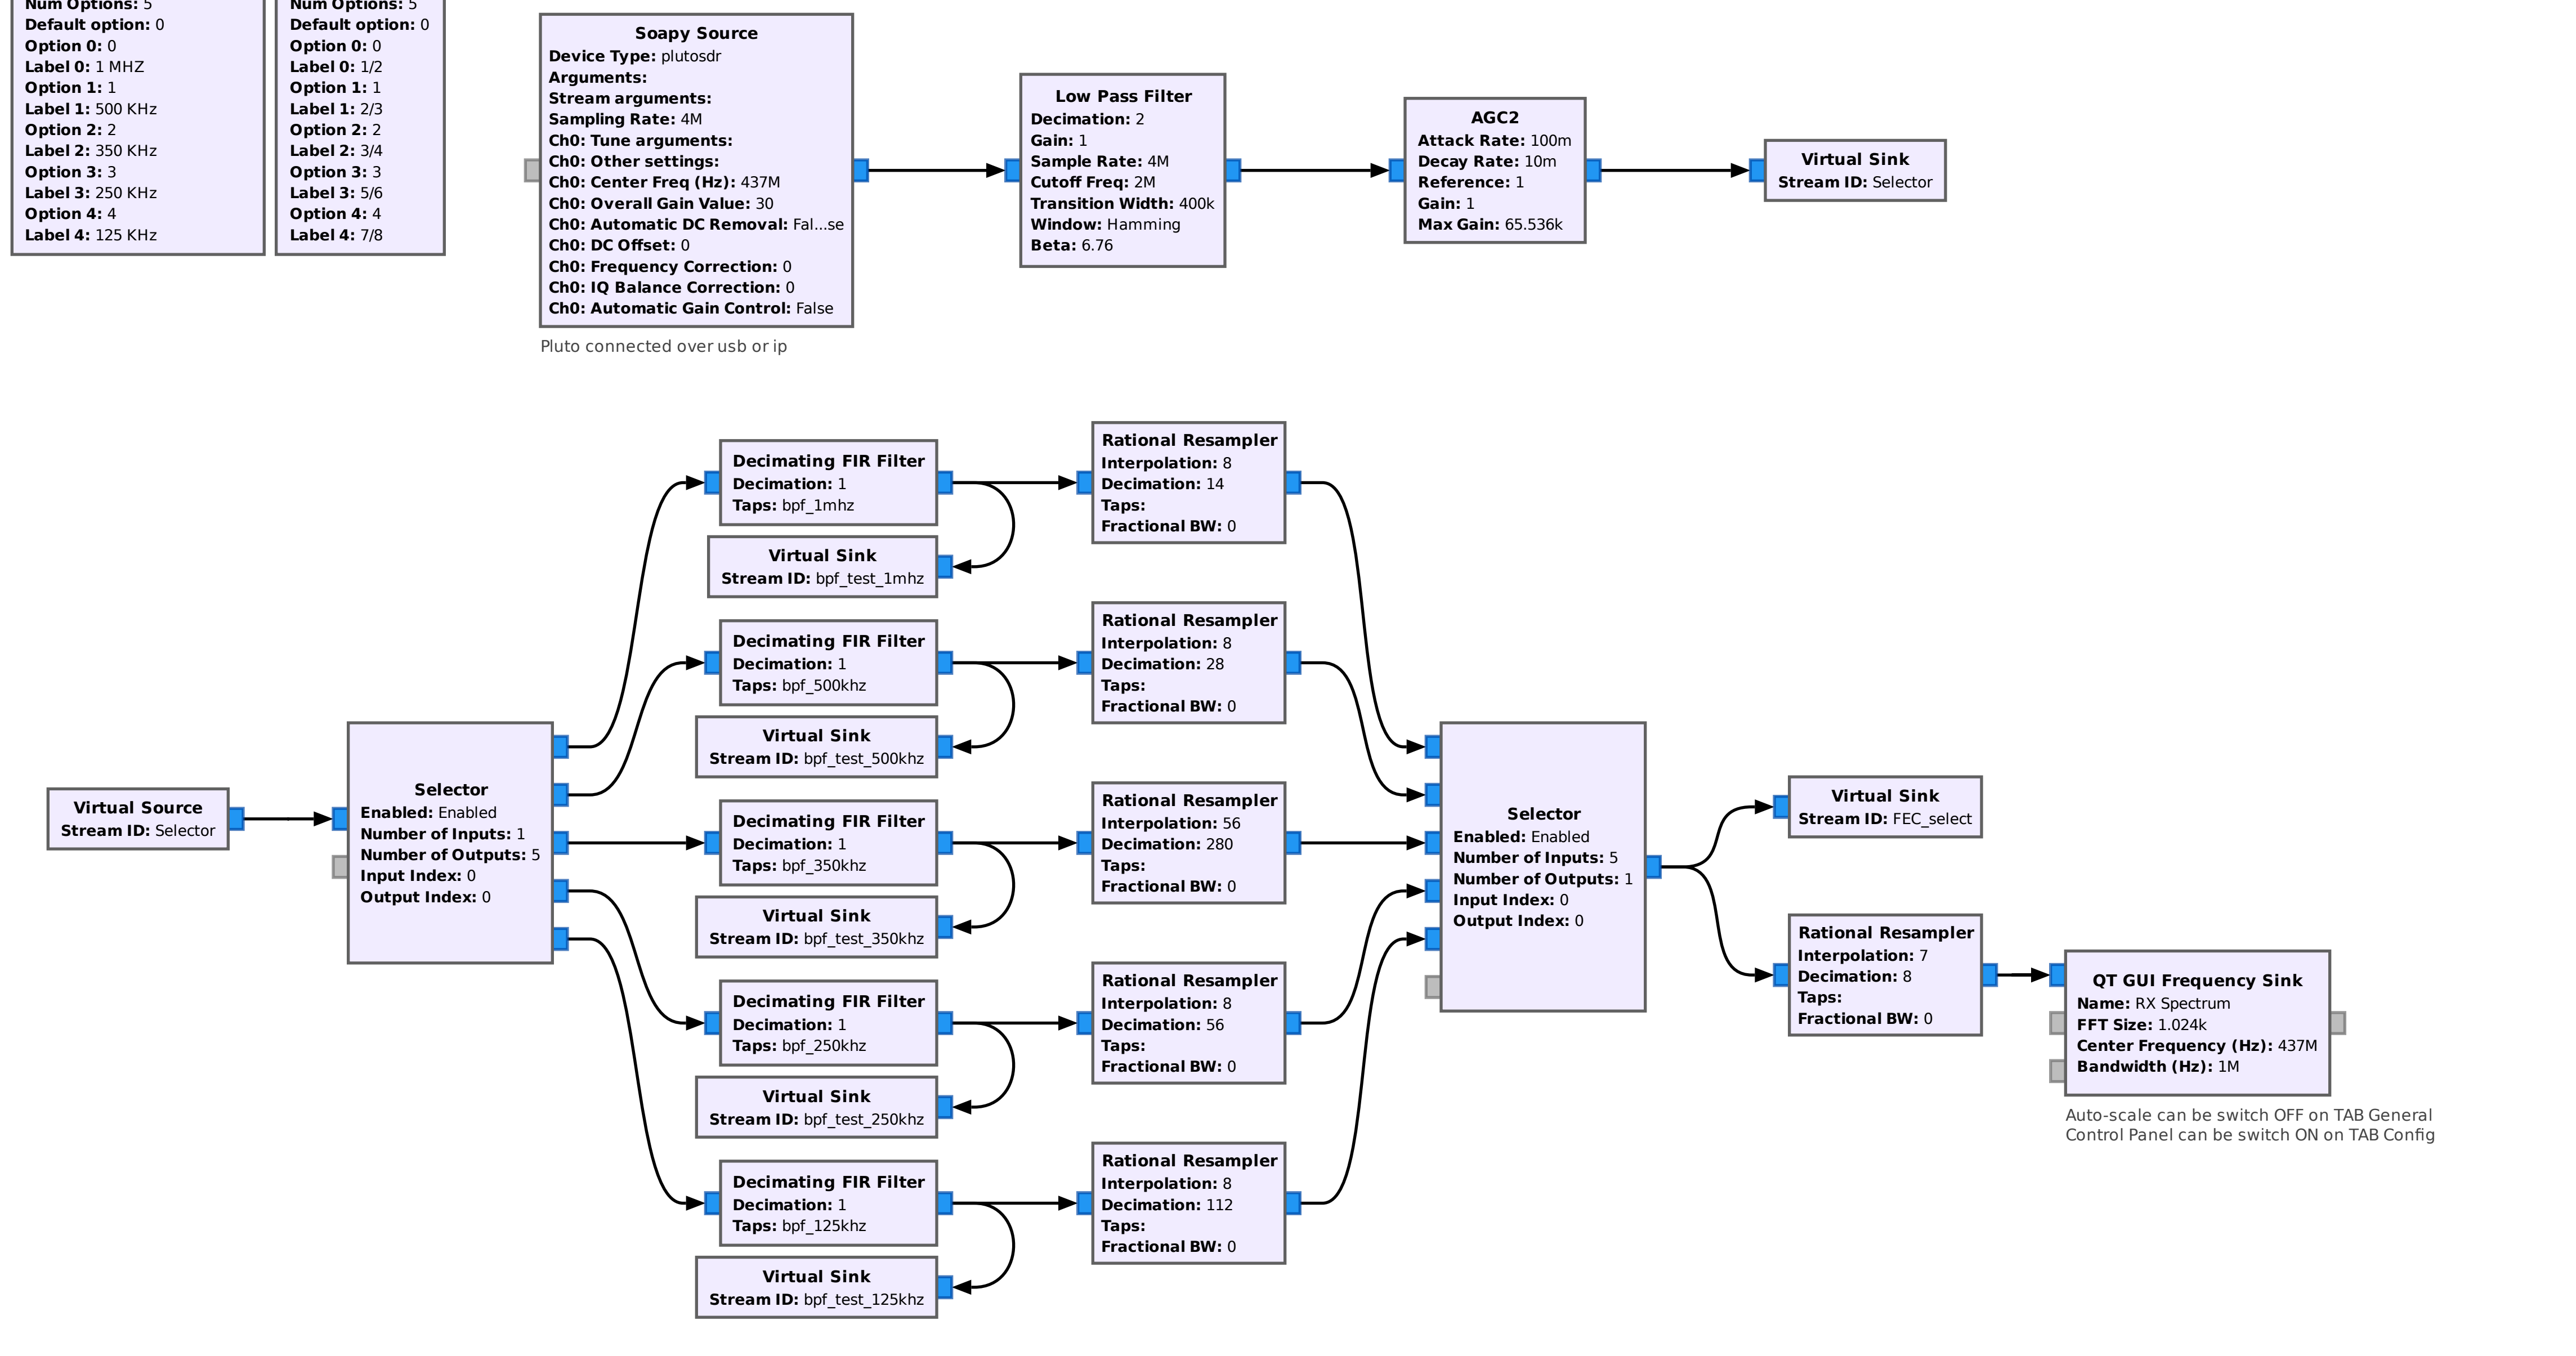 Num Options: 5
Default option: 0
Option 0: 0
Label 0: 1 MHZ
Option 1: 1
Label 1: 500 KHz
Option 2: 2
Label 2: 350 KHz
Option 3: 3
Label 3: 250 KHz
Option 4: 4
Label 4: 125 KHz
Num Options: 5
Default option: 0
Option 0: 0
Label 0: 1/2
Option 1: 1
Label 1: 2/3
Option 2: 2
Label 2: 3/4
Option 3: 3
Label 3: 5/6
Option 4: 4
Label 4: 7/8
Soapy Source
Device Type: plutosdr
Arguments:
Stream arguments:
Sampling Rate: 4M
Ch0: Tune arguments:
Ch0: Other settings:
Ch0: Center Freq (Hz): 437M
Ch0: Overall Gain Value: 30
Ch0: Automatic DC Removal: Fal...se
Ch0: DC Offset: 0
Ch0: Frequency Correction: 0
Ch0: IQ Balance Correction: 0
Ch0: Automatic Gain Control: False
Pluto connected over usb or ip
Low Pass Filter
Decimation: 2
Gain: 1
Sample Rate: 4M
Cutoff Freq: 2M
Transition Width: 400k
Window: Hamming
Beta: 6.76
AGC2
Attack Rate: 100m
Decay Rate: 10m
Reference: 1
Gain: 1
Max Gain: 65.536k
Virtual Sink
Stream ID: Selector
Virtual Source
Stream ID: Selector
Selector
Enabled: Enabled
Number of Inputs: 1
Number of Outputs: 5
Input Index: 0
Output Index: 0
Decimating FIR Filter
Decimation: 1
Taps: bpf_1mhz
Virtual Sink
Stream ID: bpf_test_1mhz
Rational Resampler
Interpolation: 8
Decimation: 14
Taps:
Fractional BW: 0
Decimating FIR Filter
Decimation: 1
Taps: bpf_500khz
Virtual Sink
Stream ID: bpf_test_500khz
Rational Resampler
Interpolation: 8
Decimation: 28
Taps:
Fractional BW: 0
Decimating FIR Filter
Decimation: 1
Taps: bpf_350khz
Virtual Sink
Stream ID: bpf_test_350khz
Rational Resampler
Interpolation: 56
Decimation: 280
Taps:
Fractional BW: 0
Decimating FIR Filter
Decimation: 1
Taps: bpf_250khz
Virtual Sink
Stream ID: bpf_test_250khz
Rational Resampler
Interpolation: 8
Decimation: 56
Taps:
Fractional BW: 0
Decimating FIR Filter
Decimation: 1
Taps: bpf_125khz
Virtual Sink
Stream ID: bpf_test_125khz
Rational Resampler
Interpolation: 8
Decimation: 112
Taps:
Fractional BW: 0
Selector
Enabled: Enabled
Number of Inputs: 5
Number of Outputs: 1
Input Index: 0
Output Index: 0
Virtual Sink
Stream ID: FEC_select
Rational Resampler
Interpolation: 7
Decimation: 8
Taps:
Fractional BW: 0
QT GUI Frequency Sink
Name: RX Spectrum
FFT Size: 1.024k
Center Frequency (Hz): 437M
Bandwidth (Hz): 1M
Auto-scale can be switch OFF on TAB General
Control Panel can be switch ON on TAB Config